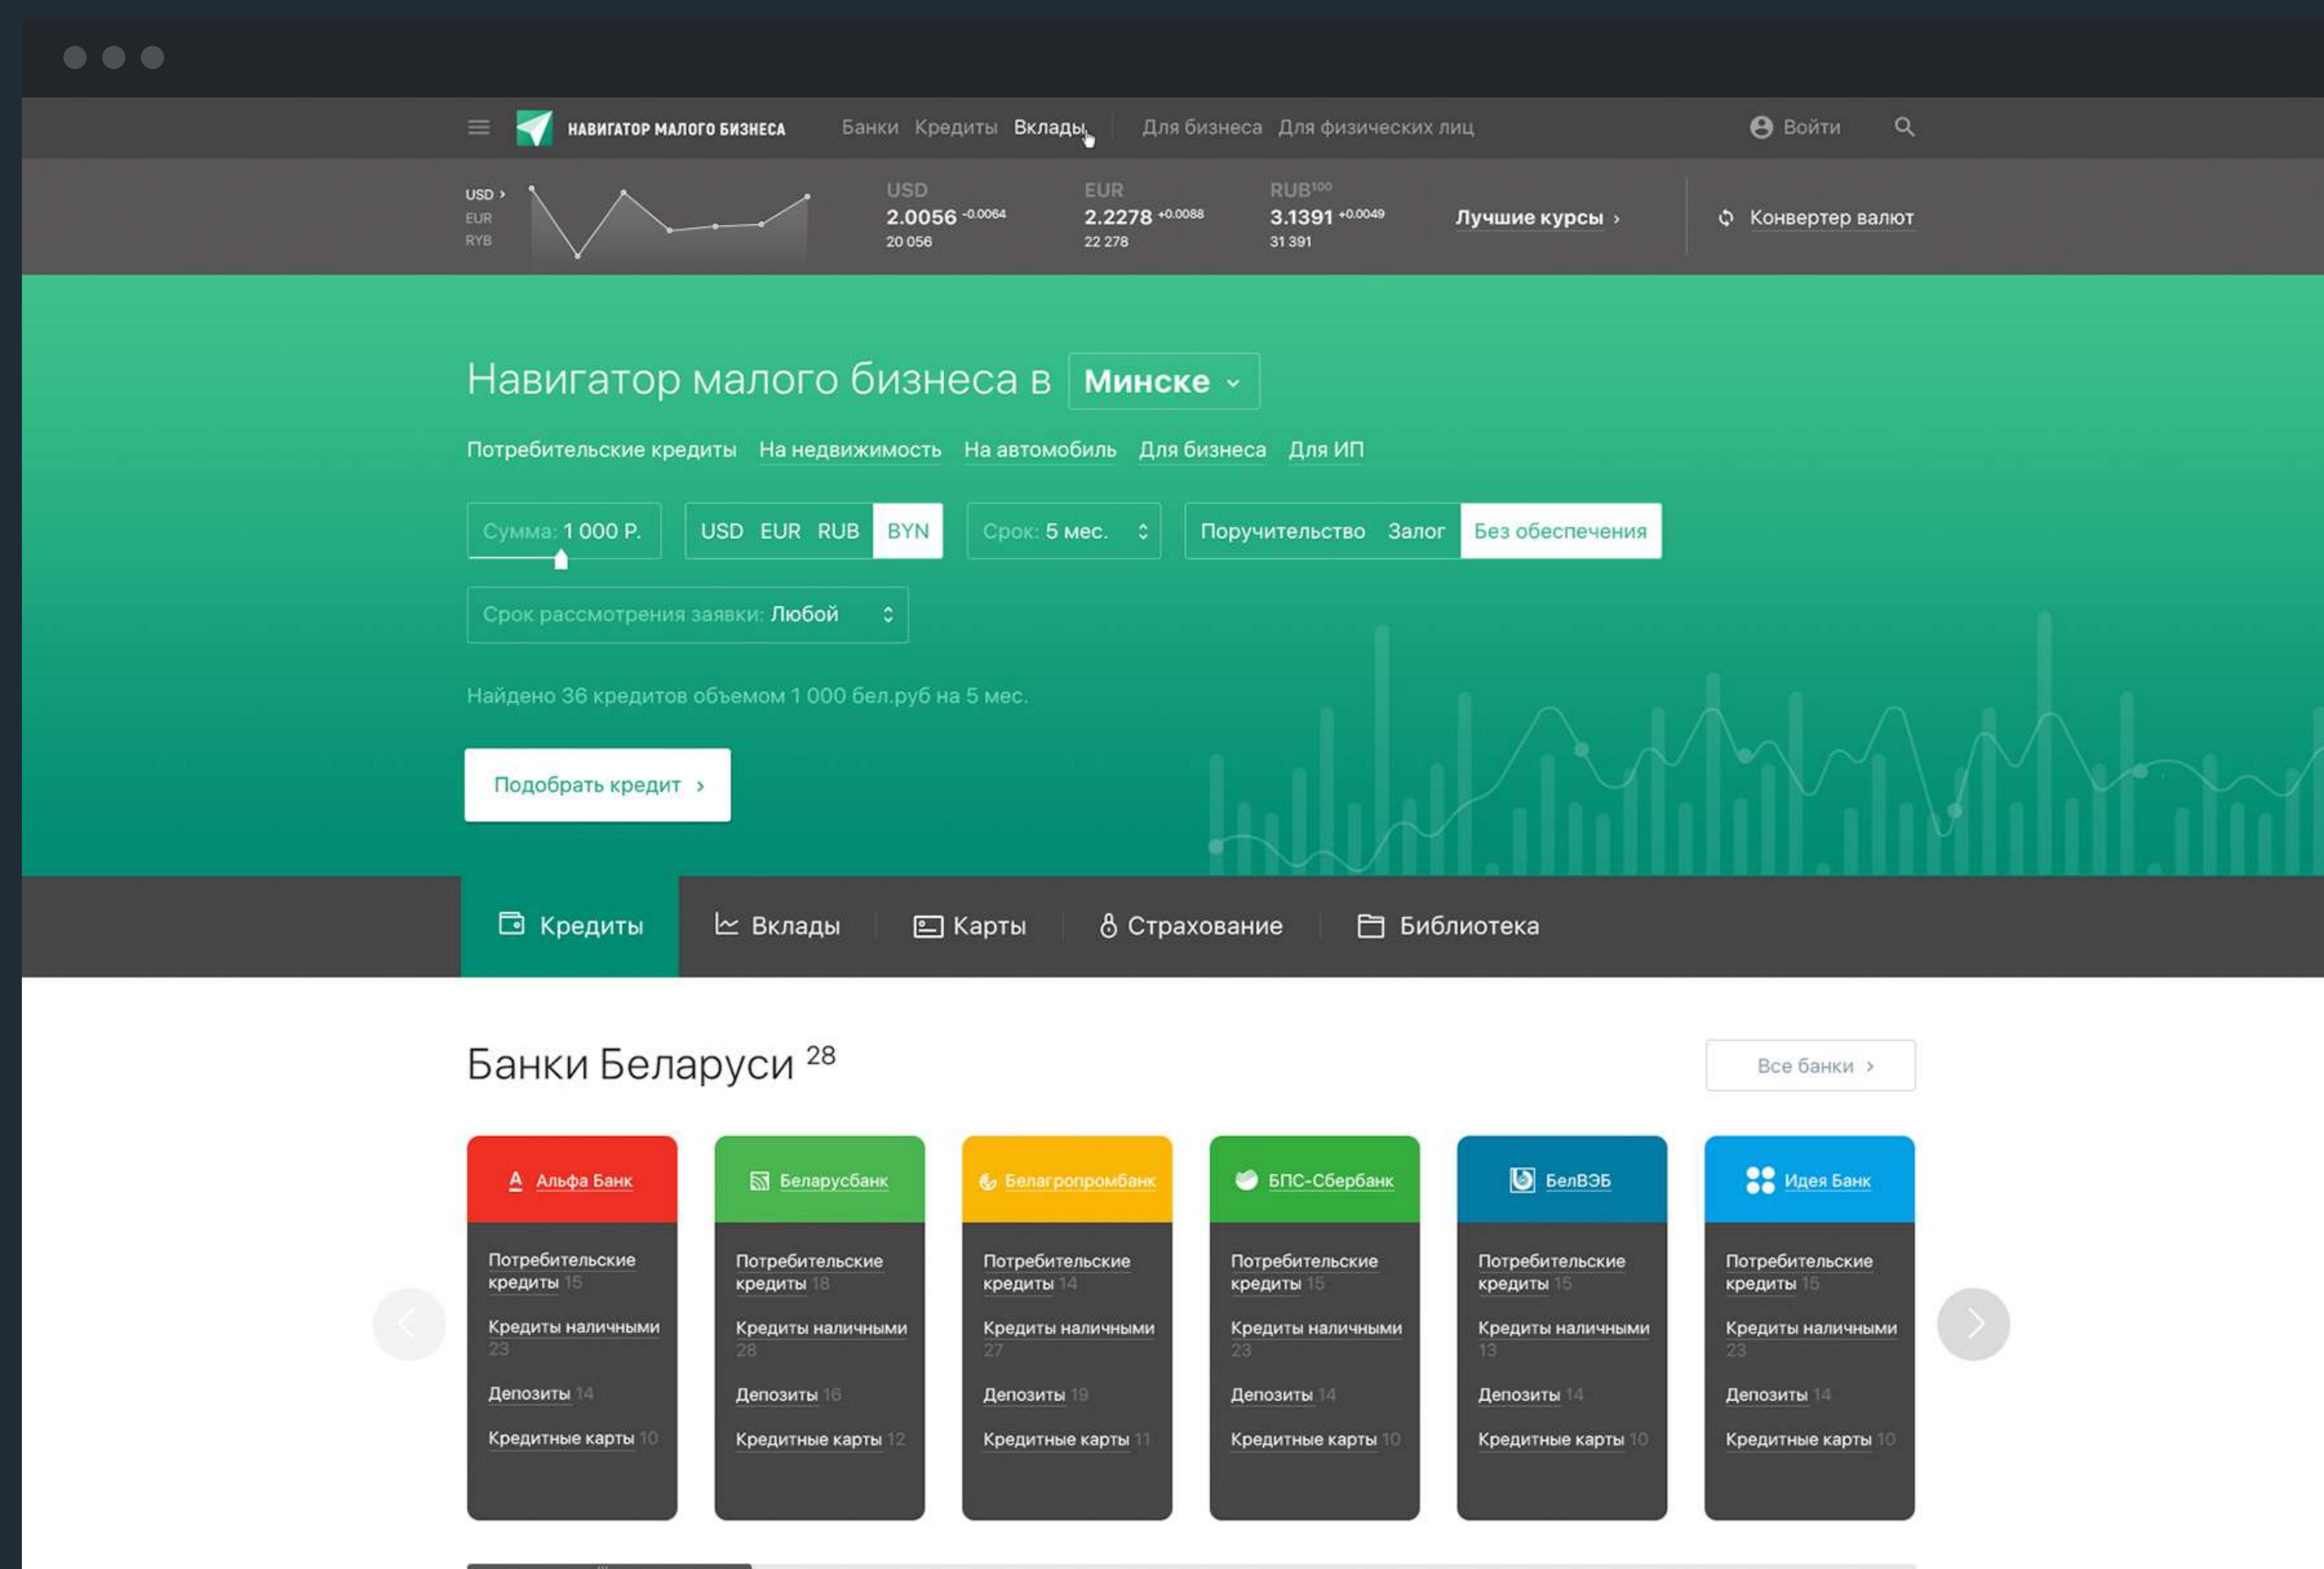 НАВИГАТОР МАЛОГО БИЗНЕСА Банки Кредиты Вклады Для бизнеса Для физических лиц Войти
USD
EUR
RYB
USD
2.0056 -0.0064
20 056
EUR
2.2278 +0.0088
22 278
RUB100
3.1391 +0.0049
31 391
Лучшие курсы
Конвертер валют
Навигатор малого бизнеса в Минске
Потребительские кредиты На недвижимость На автомобиль Для бизнеса Для ИП
Сумма: 1 000 Р. USD EUR RUB BYN Срок: 5 мес. Поручительство Залог Без обеспечения
Срок рассмотрения заявки: Любой
Найдено 36 кредитов объемом 1 000 бел.руб на 5 мес.
Подобрать кредит
Кредиты Вклады Карты Страхование Библиотека
Банки Беларуси 28
Все банки
Альфа Банк
Потребительские
кредиты 15
Кредиты наличными
23
Депозиты 14
Кредитные карты 10
Беларусбанк
Потребительские
кредиты 18
Кредиты наличными
28
Депозиты 16
Кредитные карты 12
Белагропромбанк
Потребительские
кредиты 14
Кредиты наличными
27
Депозиты 19
Кредитные карты 11
БПС-Сбербанк
Потребительские
кредиты 15
Кредиты наличными
23
Депозиты 14
Кредитные карты 10
БелВЭБ
Потребительские
кредиты 15
Кредиты наличными
13
Депозиты 14
Кредитные карты 10
Идея Банк
Потребительские
кредиты 15
Кредиты наличными
23
Депозиты 14
Кредитные карты 10